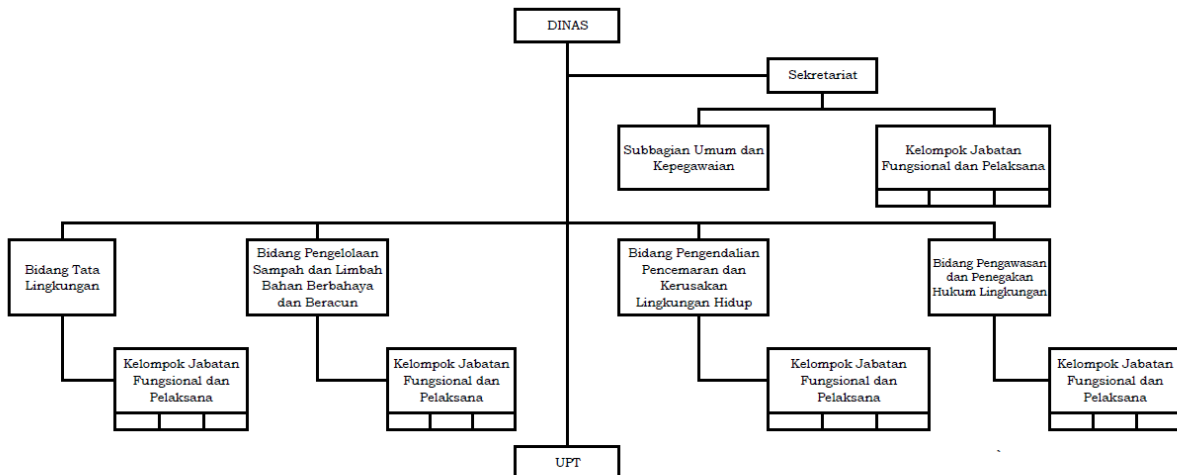 DINAS
Sekretariat
Subbagian Umum dan
Kepegawaian
Kelompok Jabatan
Fungsional dan Pelaksana
Bidang Tata
Lingkungan
Bidang Pengelolaan
Sampah dan Limbah
Bahan Berbahaya
dan Beracun
Bidang Pengendalian
Pencemaran dan
Kerusakan
Lingkungan Hidup
Bidang Pengawasan
dan Penegakan
Hukum Lingkungan
Kelompok Jabatan
Fungsional dan
Pelaksana
Kelompok Jabatan
Fungsional dan
Pelaksana
Kelompok Jabatan
Fungsional dan
Pelaksana
Kelompok Jabatan
Fungsional dan
Pelaksana
UPT